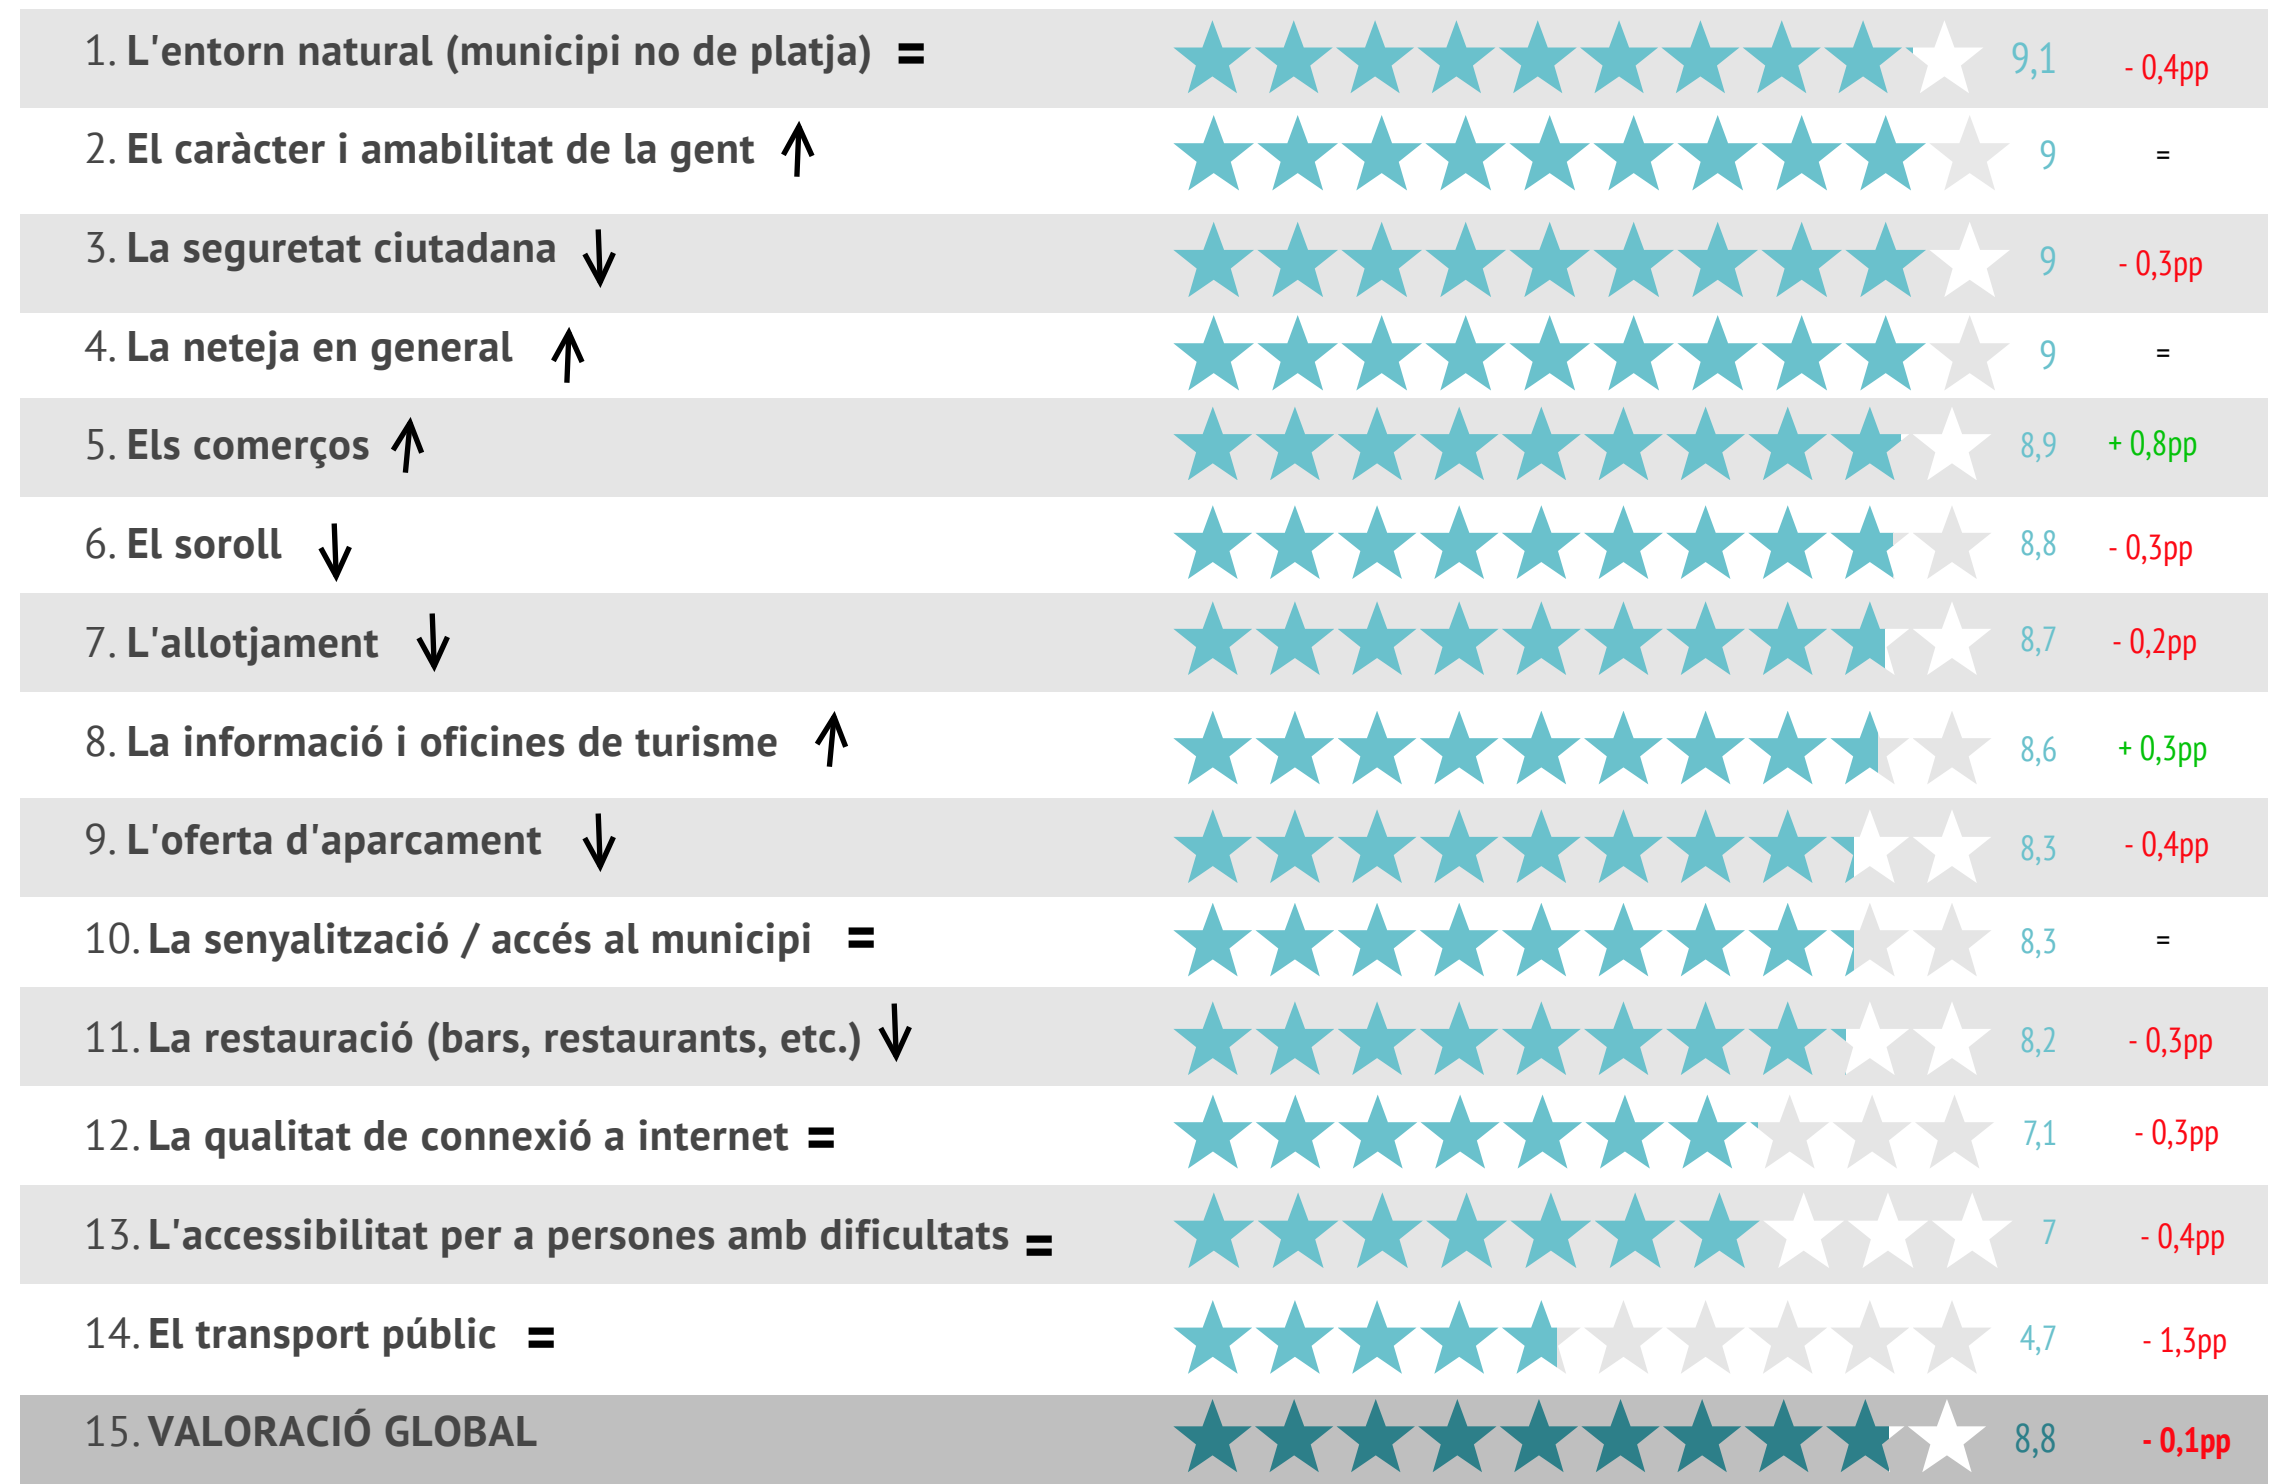 1. L'entorn natural (municipi no de platja) = 9,1 - 0,4pp
2. El caràcter i amabilitat de la gent ↑ 9 =
3. La seguretat ciutadana ↓ 9 - 0,3pp
4. La neteja en general ↑ 9 =
5. Els comerços ↑ 8,9 + 0,8pp
6. El soroll ↓ 8,8 - 0,3pp
7. L'allotjament ↓ 8,7 - 0,2pp
8. La informació i oficines de turisme ↑ 8,6 + 0,3pp
9. L'oferta d'aparcament ↓ 8,3 - 0,4pp
10. La senyalització / accés al municipi = 8,3 =
11. La restauració (bars, restaurants, etc.) ↓ 8,2 - 0,3pp
12. La qualitat de connexió a internet = 7,1 - 0,3pp
13. L'accessibilitat per a persones amb dificultats = 7 - 0,4pp
14. El transport públic = 4,7 - 1,3pp
15. VALORACIÓ GLOBAL 8,8 - 0,1pp